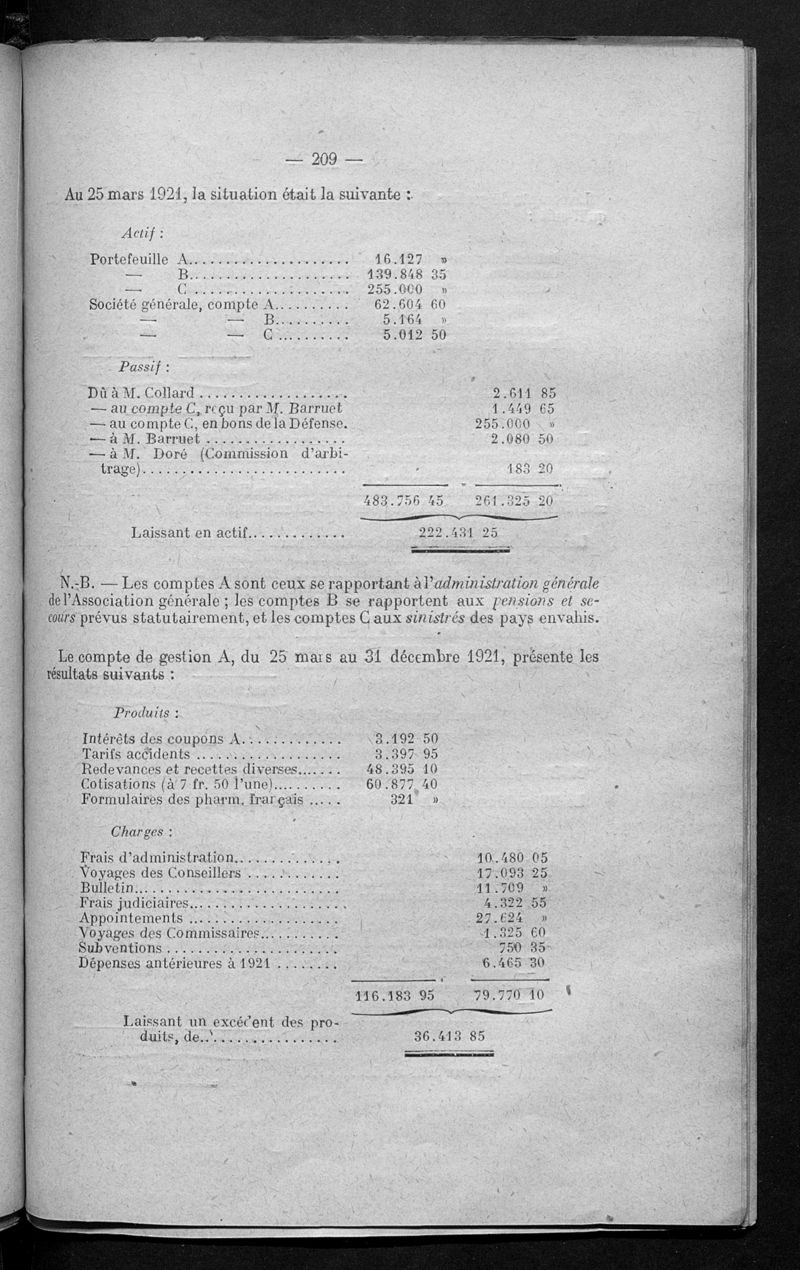 — 209 —
Au 25 mars 1921, la situation était la suivante :
Actif :
Portefeuille A.................... 16.127 »
— B.................... 139.848 35
— C .................... 255.000 »
Société générale, compte A.......... 62.604 60
— — B.......... 5.164 »
— — C .......... 5.012 50
Passif :
Dû à M. Collard ................... 2.611 85
— au compte C, reçu par M. Barruet 1.449 65
— au compte C, en bons de la Défense. 255.000 »
— à M. Barruet ................. 2.080 50
— à M. Doré (Commission d'arbi-
trage)......................... 183 20
483.756 45 261.325 20
Laissant en actif............. 222.431 25
N.-B. — Les comptes A sont ceux se rapportant à l'administration générale
de l'Association générale ; les comptes B se rapportent aux pensions et se-
cours prévus statutairement, et les comptes C aux sinistrés des pays envahis.
Le compte de gestion A, du 25 mars au 31 décembre 1921, présente les
résultats suivants :
Produits :
Intérêts des coupons A............. 3.192 50
Tarifs accidents .................. 3.397 95
Redevances et recettes diverses....... 48.395 10
Cotisations (à 7 fr. 50 l'une).......... 60.877 40
Formulaires des pharm. français ..... 321 »
Charges :
Frais d'administration.............. 10.480 05
Voyages des Conseillers ............ 17.093 25
Bulletin.......................... 11.709 »
Frais judiciaires.................... 4.322 55
Appointements ................... 27.624 »
Voyages des Commissaires.......... 1.325 60
Subventions ...................... 750 35
Dépenses antérieures à 1921 ........ 6.465 30
116.183 95 79.770 10
Laissant un excédent des pro-
duits, de.................. 36.413 85